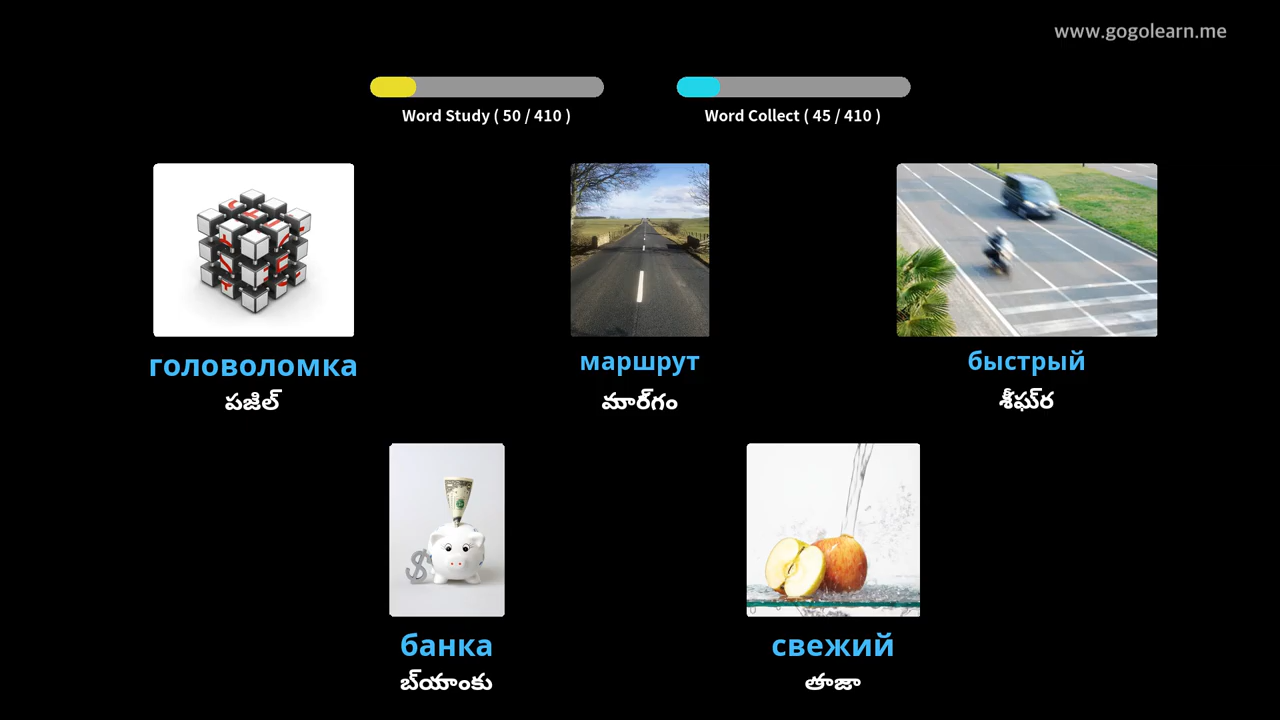 www.gogolearn.me
Word Study ( 50 / 410 )
Word Collect ( 45 / 410 )
головоломка
పజిల్
маршрут
మార్గం
быстрый
శీఘ్ర
банка
బ్యాంకు
свежий
తాజా